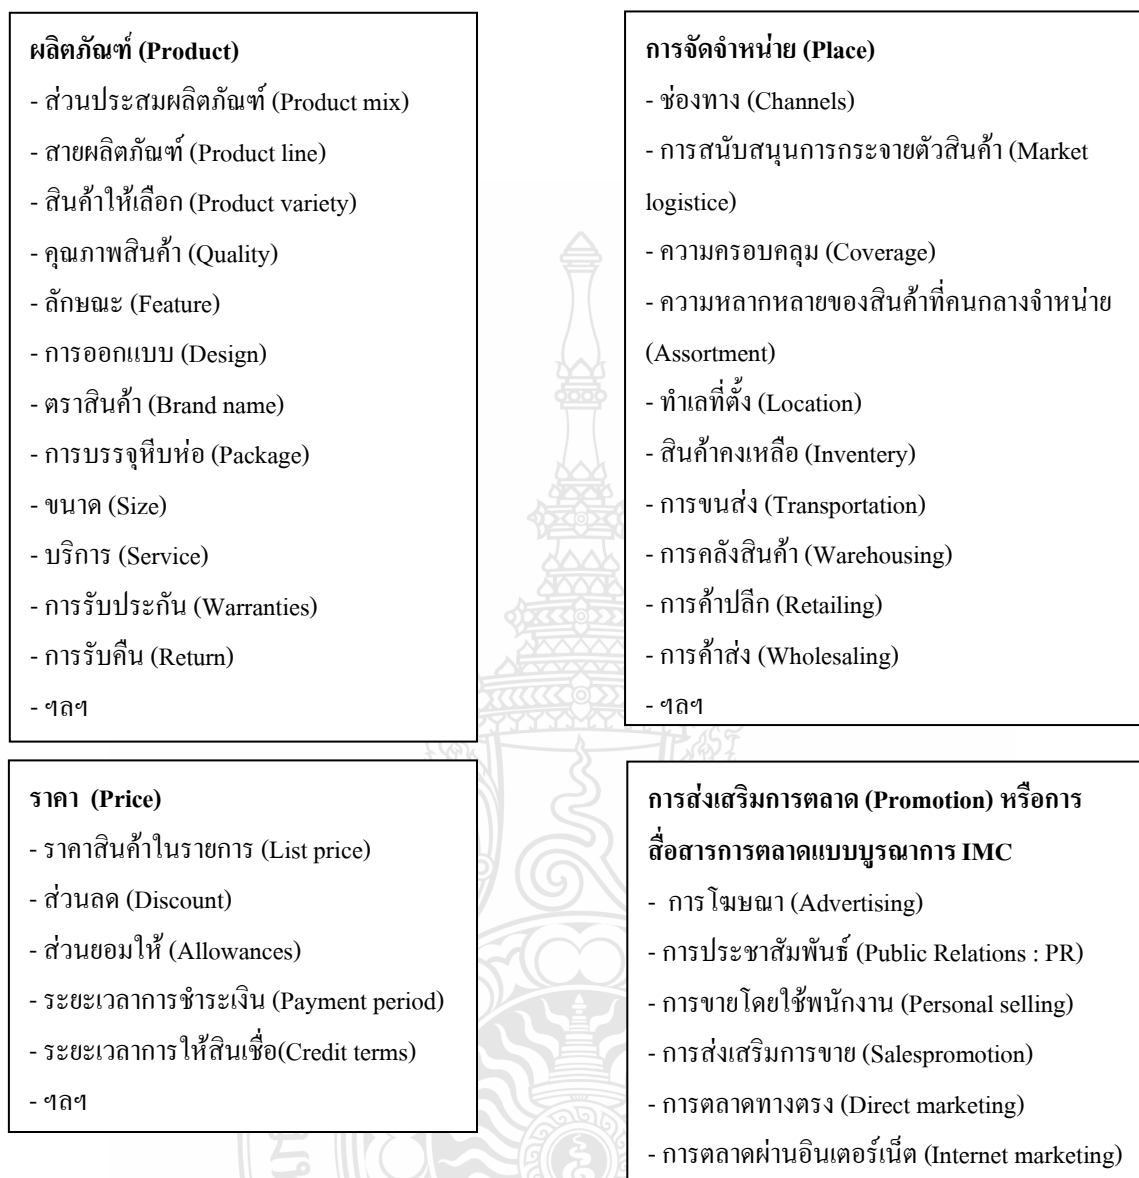 ผลิตภัณฑ์ (Product)
- ส่วนประสมผลิตภัณฑ์ (Product mix)
- สายผลิตภัณฑ์ (Product line)
- สินค้าให้เลือก (Product variety)
- คุณภาพสินค้า (Quality)
- ลักษณะ (Feature)
- การออกแบบ (Design)
- ตราสินค้า (Brand name)
- การบรรจุหีบห่อ (Package)
- ขนาด (Size)
- บริการ (Service)
- การรับประกัน (Warranties)
- การรับคืน (Return)
- ฯลฯ
การจัดจำหน่าย (Place)
- ช่องทาง (Channels)
- การสนับสนุนการกระจายตัวสินค้า (Market
logistice)
- ความครอบคลุม (Coverage)
- ความหลากหลายของสินค้าที่คนกลางจำหน่าย
(Assortment)
- ทำเลที่ตั้ง (Location)
- สินค้าคงเหลือ (Inventery)
- การขนส่ง (Transportation)
- การคลังสินค้า (Warehousing)
- การค้าปลีก (Retailing)
- การค้าส่ง (Wholesaling)
- ฯลฯ
ราคา (Price)
- ราคาสินค้าในรายการ (List price)
- ส่วนลด (Discount)
- ส่วนยอมให้ (Allowances)
- ระยะเวลาการชำระเงิน (Payment period)
- ระยะเวลาการให้สินเชื่อ(Credit terms)
- ฯลฯ
การส่งเสริมการตลาด (Promotion) หรือการ
สื่อสารการตลาดแบบบูรณาการ IMC
- การโฆษณา (Advertising)
- การประชาสัมพันธ์ (Public Relations : PR)
- การขายโดยใช้พนักงาน (Personal selling)
- การส่งเสริมการขาย (Salespromotion)
- การตลาดทางตรง (Direct marketing)
- การตลาดผ่านอินเตอร์เน็ต (Internet marketing)